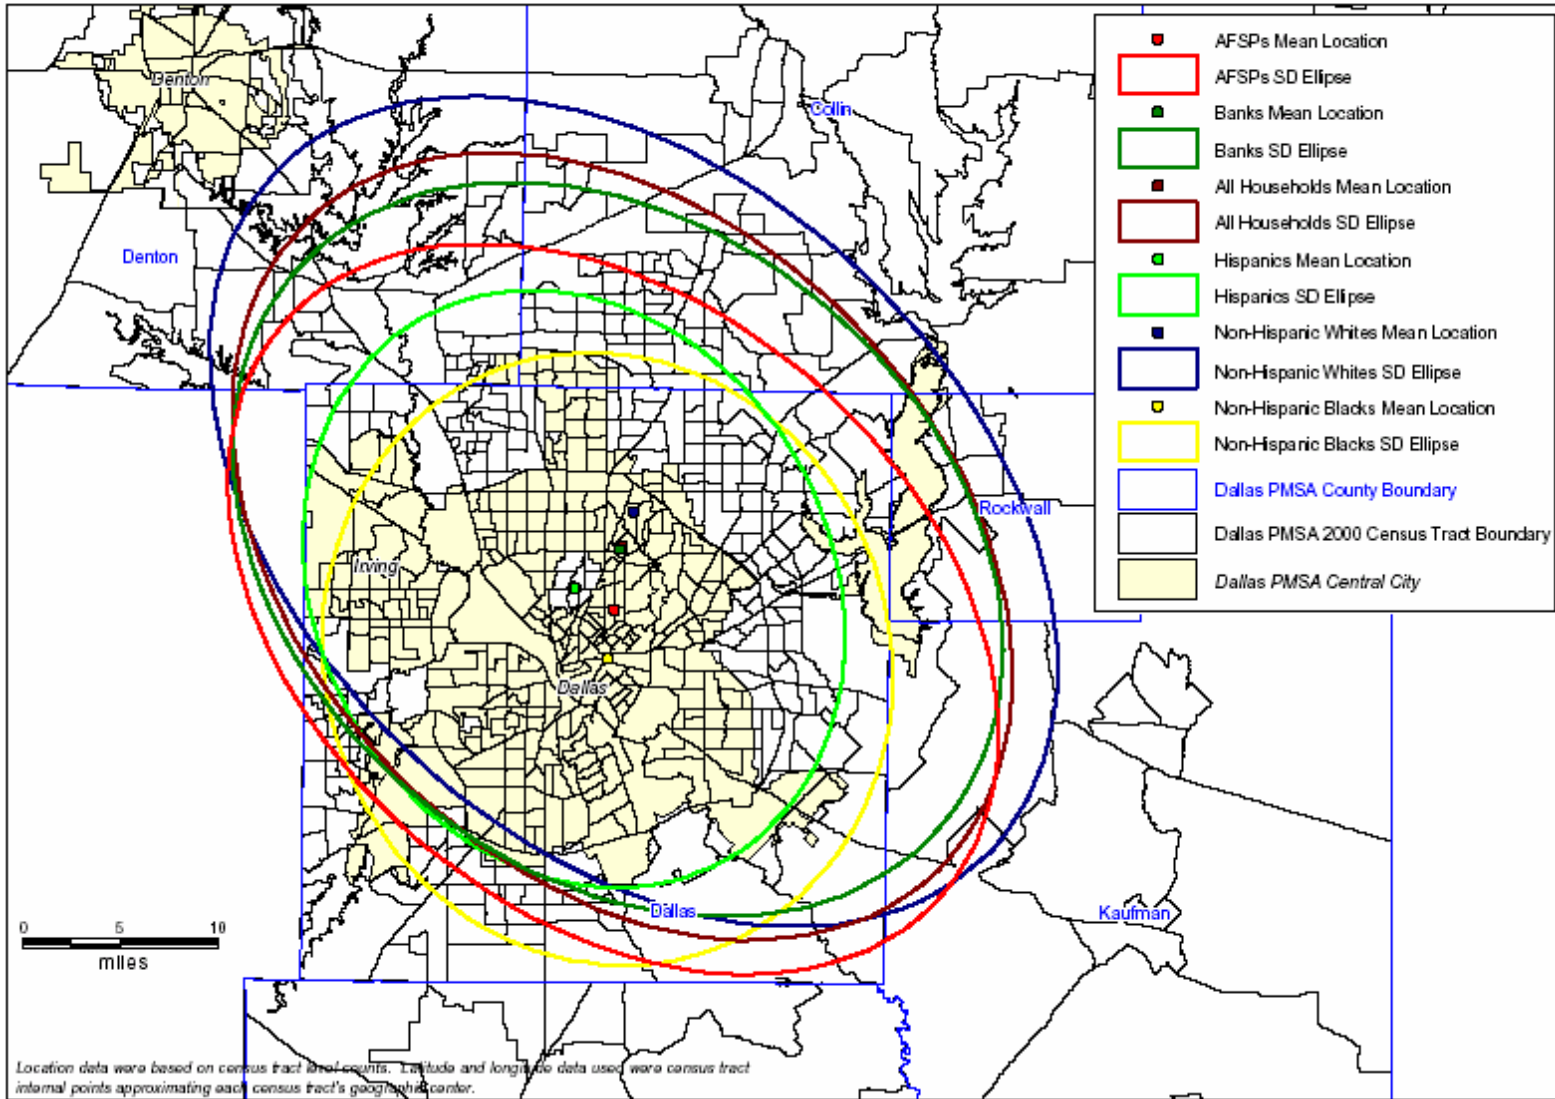 Denton
Collin
Denton
Rockwall
Irving
Dallas
Dallas
Kaufman
0 5 10
miles
Location data were based on census tract level counts. Latitude and longitude data used were census tract
internal points approximating each census tract's geographic center.
AFSPs Mean Location
AFSPs SD Ellipse
Banks Mean Location
Banks SD Ellipse
All Households Mean Location
All Households SD Ellipse
Hispanics Mean Location
Hispanics SD Ellipse
Non-Hispanic Whites Mean Location
Non-Hispanic Whites SD Ellipse
Non-Hispanic Blacks Mean Location
Non-Hispanic Blacks SD Ellipse
Dallas PMSA County Boundary
Dallas PMSA 2000 Census Tract Boundary
Dallas PMSA Central City